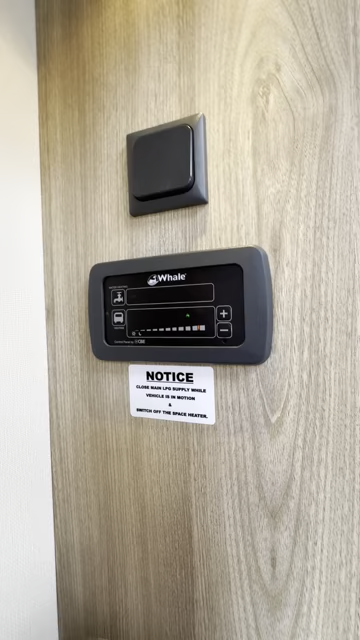 Whale
+
−
NOTICE
CLOSE MAIN LPG SUPPLY WHILE
VEHICLE IS IN MOTION
&
SWITCH OFF THE SPACE HEATER.